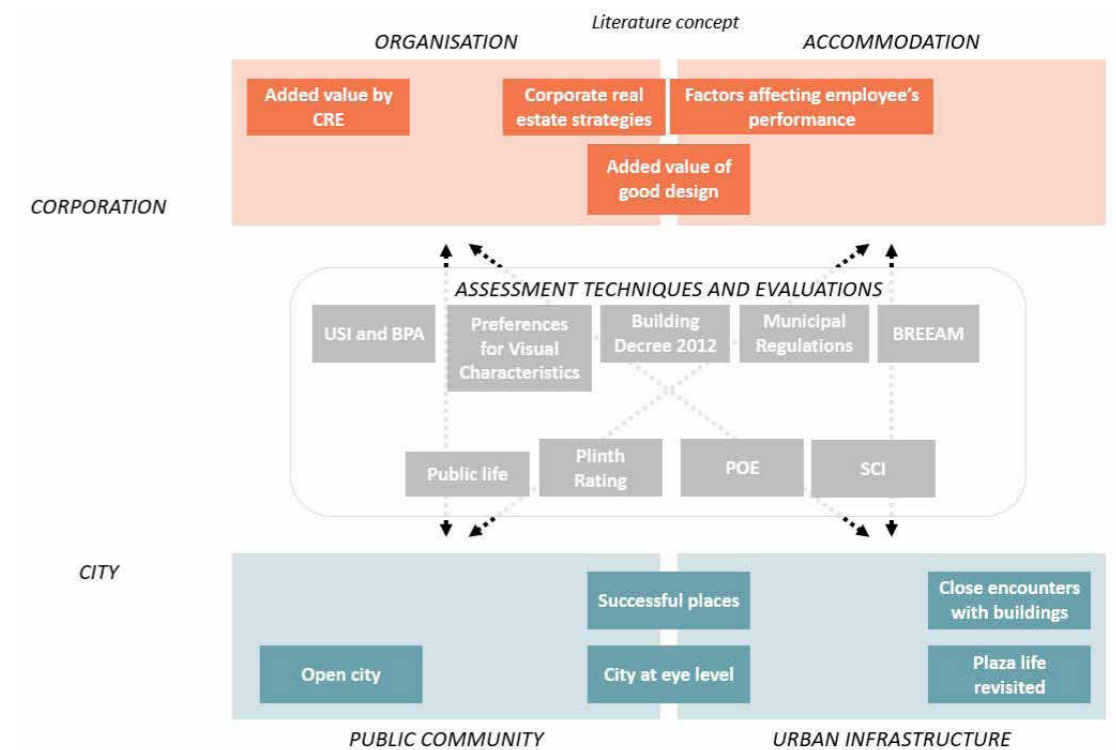 Literature concept
ORGANISATION
ACCOMMODATION
Added value by
CRE
Corporate real
estate strategies
Factors affecting employee's
performance
Added value of
good design
CORPORATION
ASSESSMENT TECHNIQUES AND EVALUATIONS
USI and BPA
Preferences
for Visual
Characteristics
Building
Decree 2012
Municipal
Regulations
BREEAM
Public life
Plinth
Rating
POE
SCI
CITY
Successful places
Close encounters
with buildings
Open city
City at eye level
Plaza life
revisited
PUBLIC COMMUNITY
URBAN INFRASTRUCTURE